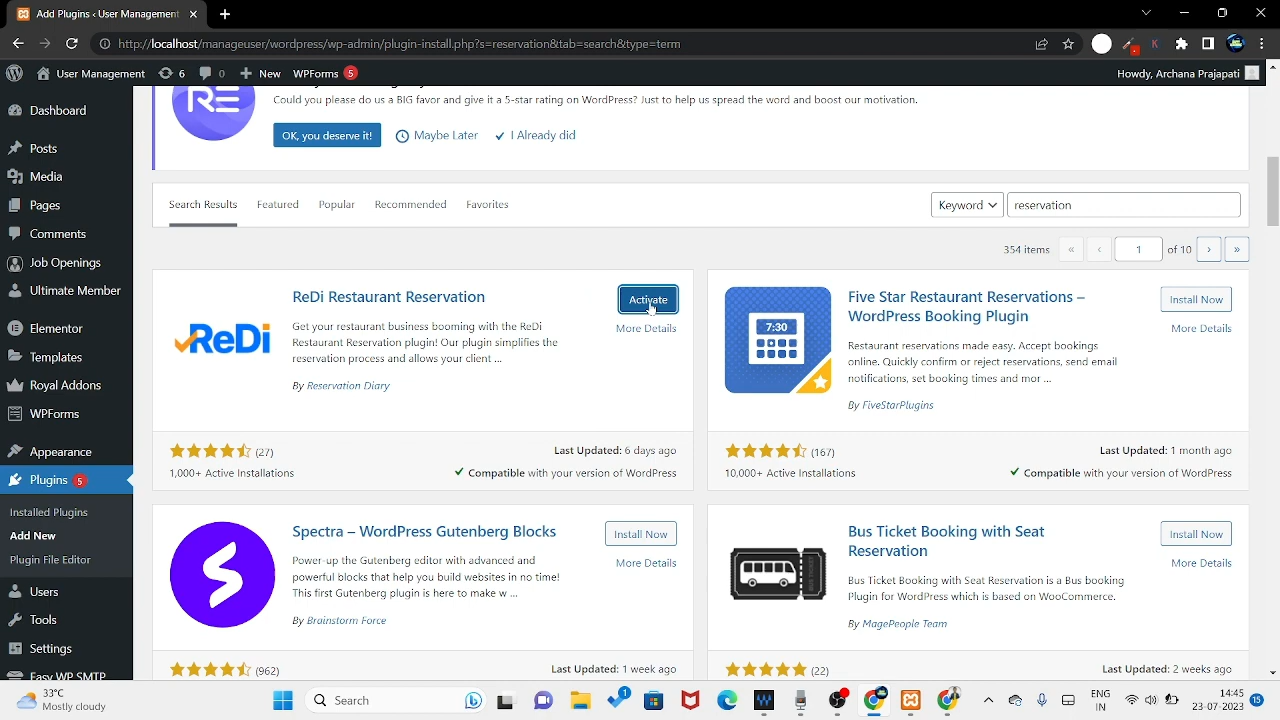 Add Plugins ‹ User Management
http://localhost/manageuser/wordpress/wp-admin/plugin-install.php?s=reservation&tab=search&type=term
User Management
6
0
New
WPForms 5
Howdy, Archana Prajapati
Dashboard
Posts
Media
Pages
Comments
Job Openings
Ultimate Member
Elementor
Templates
Royal Addons
WPForms
Appearance
Plugins 5
Installed Plugins
Add New
Plugin File Editor
Users
Tools
Settings
Easy WP SMTP
RE
Could you please do us a BIG favor and give it a 5-star rating on WordPress? Just to help us spread the word and boost our motivation.
OK, you deserve it!
Maybe Later
I Already did
Search Results
Featured
Popular
Recommended
Favorites
Keyword
reservation
354 items « ‹ 1 of 10 › »
ReDi
ReDi Restaurant Reservation
Activate
More Details
Get your restaurant business booming with the ReDi
Restaurant Reservation plugin! Our plugin simplifies the
reservation process and allows your client ...
By Reservation Diary
(27)
Last Updated: 6 days ago
1,000+ Active Installations
Compatible with your version of WordPress
7:30
Five Star Restaurant Reservations –
WordPress Booking Plugin
Install Now
More Details
Restaurant reservations made easy. Accept bookings
online. Quickly confirm or reject reservations, send email
notifications, set booking times and mor ...
By FiveStarPlugins
(167)
Last Updated: 1 month ago
10,000+ Active Installations
Compatible with your version of WordPress
Spectra – WordPress Gutenberg Blocks
Install Now
More Details
Power-up the Gutenberg editor with advanced and
powerful blocks that help you build websites in no time!
This first Gutenberg plugin is here to make w ...
By Brainstorm Force
(962)
Last Updated: 1 week ago
Bus Ticket Booking with Seat
Reservation
Install Now
More Details
Bus Ticket Booking with Seat Reservation is a Bus booking
Plugin for WordPress which is based on WooCommerce.
By MagePeople Team
(22)
Last Updated: 2 weeks ago
33°C
Mostly cloudy
Search
1
ENG
IN
14:45
23-07-2023
15